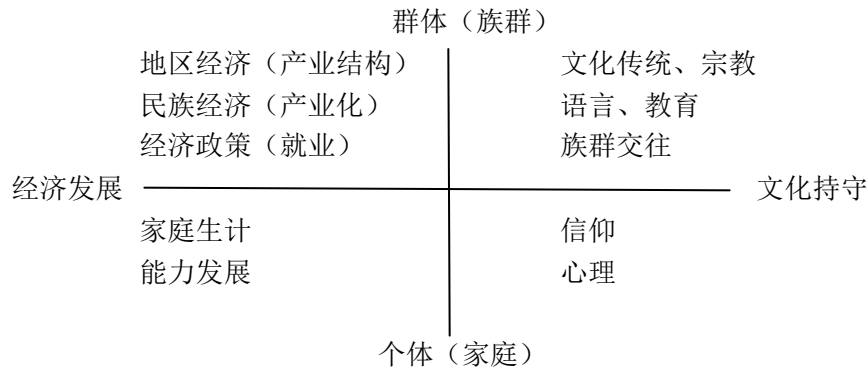 群体（族群）
地区经济（产业结构） 文化传统、宗教
民族经济（产业化） 语言、教育
经济政策（就业） 族群交往
经济发展 文化持守
家庭生计 信仰
能力发展 心理
个体（家庭）